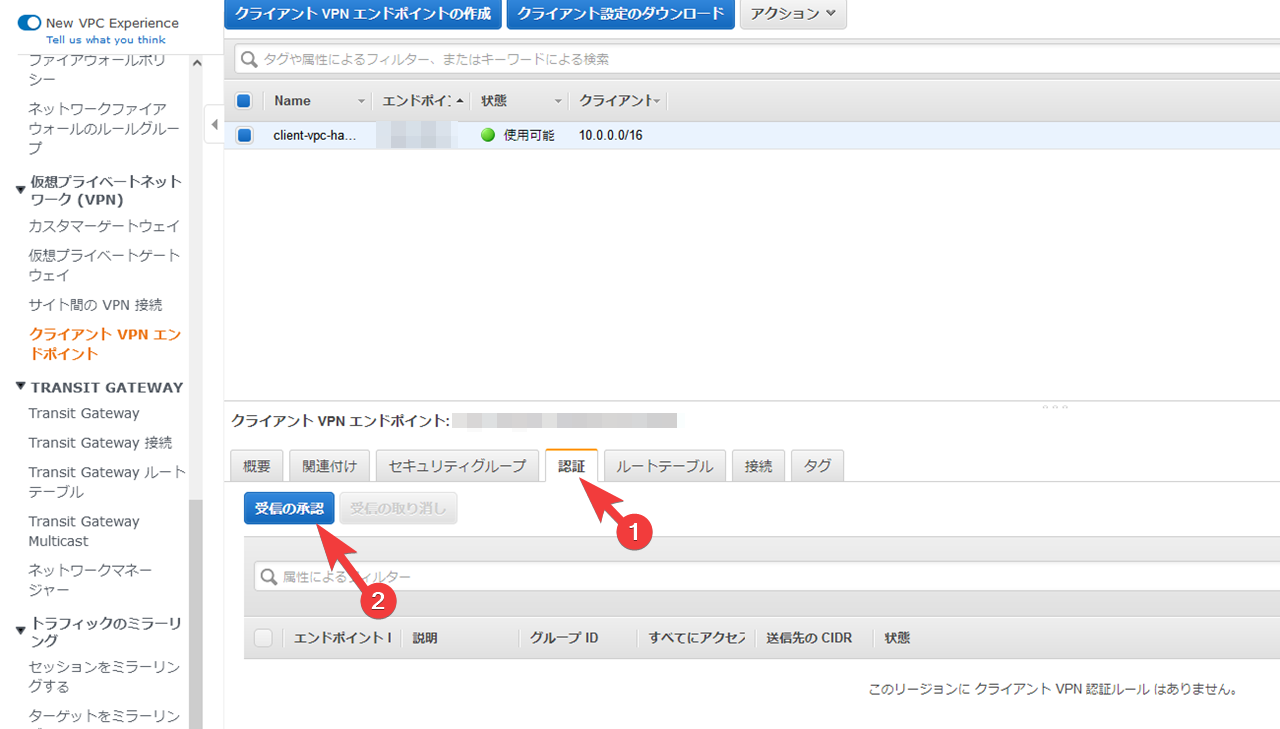 New VPC Experience
Tell us what you think
ファイアウォールポリ
シー
ネットワークファイア
ウォールのルールグルー
プ
仮想プライベートネット
ワーク (VPN)
カスタマーゲートウェイ
仮想プライベートゲート
ウェイ
サイト間の VPN 接続
クライアント VPN エン
ドポイント
TRANSIT GATEWAY
Transit Gateway
Transit Gateway 接続
Transit Gateway ルート
テーブル
Transit Gateway
Multicast
ネットワークマネー
ジャー
トラフィックのミラーリ
ング
セッションをミラーリン
グする
ターゲットをミラーリン
クライアント VPN エンドポイントの作成
クライアント設定のダウンロード
アクション
タグや属性によるフィルター、またはキーワードによる検索
Name エンドポイン 状態 クライアント
client-vpc-ha... 使用可能 10.0.0.0/16
クライアント VPN エンドポイント:
概要 関連付け セキュリティグループ 認証 ルートテーブル 接続 タグ
受信の承認 受信の取り消し
1
属性によるフィルター
2
エンドポイント I 説明 グループ ID すべてにアクセス 送信先の CIDR 状態
このリージョンに クライアント VPN 認証ルール はありません。